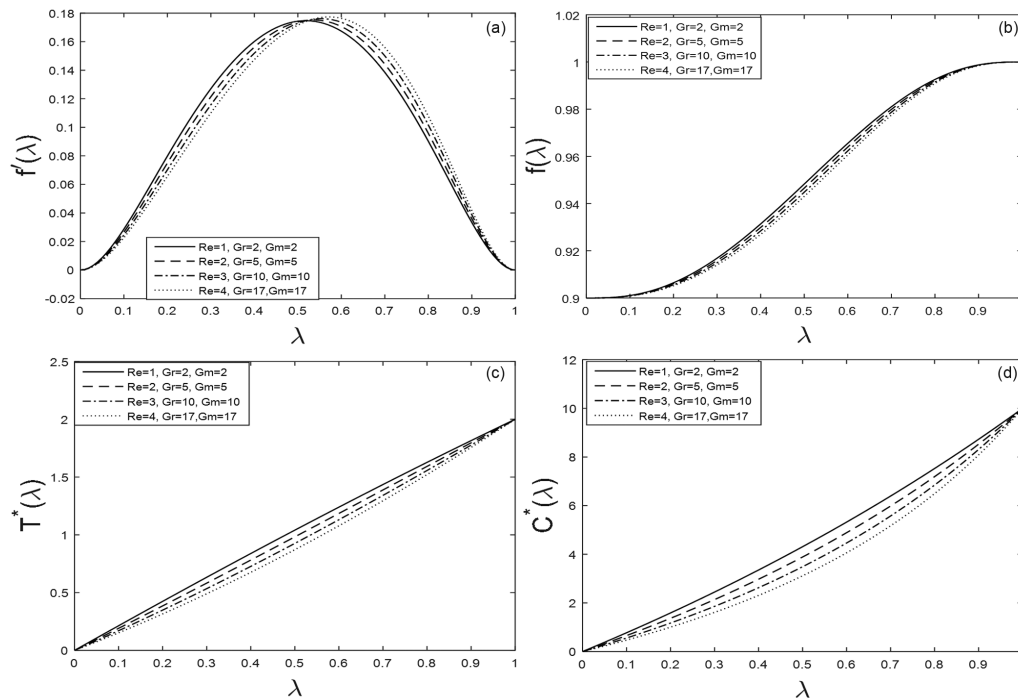 (a)
f′(λ)
0.18
0.16
0.14
0.12
0.1
0.08
0.06
0.04
0.02
0
-0.02
Re=1, Gr=2, Gm=2
Re=2, Gr=5, Gm=5
Re=3, Gr=10, Gm=10
Re=4, Gr=17,Gm=17
0 0.1 0.2 0.3 0.4 0.5 0.6 0.7 0.8 0.9 1
λ
(b)
f(λ)
1.02
1
0.98
0.96
0.94
0.92
0.9
Re=1, Gr=2, Gm=2
Re=2, Gr=5, Gm=5
Re=3, Gr=10, Gm=10
Re=4, Gr=17, Gm=17
0 0.1 0.2 0.3 0.4 0.5 0.6 0.7 0.8 0.9
λ
(c)
T*(λ)
2.5
2
1.5
1
0.5
0
Re=1, Gr=2, Gm=2
Re=2, Gr=5, Gm=5
Re=3, Gr=10, Gm=10
Re=4, Gr=17,Gm=17
0 0.1 0.2 0.3 0.4 0.5 0.6 0.7 0.8 0.9 1
λ
(d)
C*(λ)
12
10
8
6
4
2
0
Re=1, Gr=2, Gm=2
Re=2, Gr=5, Gm=5
Re=3, Gr=10, Gm=10
Re=4, Gr=17, Gm=17
0 0.1 0.2 0.3 0.4 0.5 0.6 0.7 0.8 0.9
λ